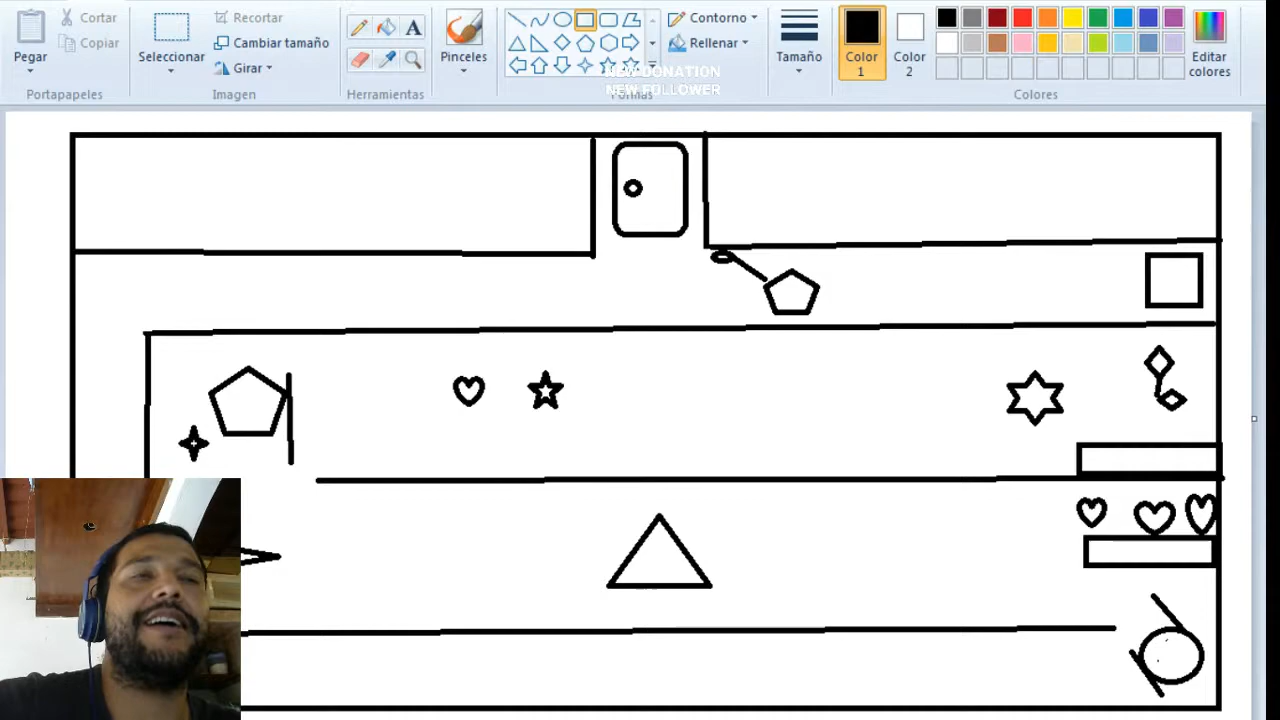 Cortar
Contorno
Pegar
Copiar
Seleccionar
Cambiar tamaño
Girar
Pinceles
Rellenar
Tamaño
Color 1
Color 2
Editar colores
NEW DONATION
NEW FOLLOWER
Portapapeles
Imagen
Herramientas
Formas
Colores